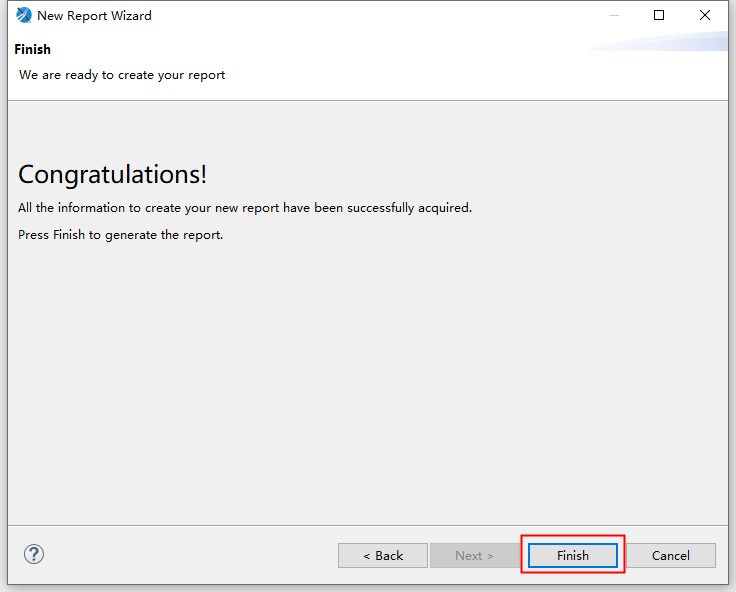 New Report Wizard
Finish
We are ready to create your report
Congratulations!
All the information to create your new report have been successfully acquired.
Press Finish to generate the report.
?
< Back
Next >
Finish
Cancel